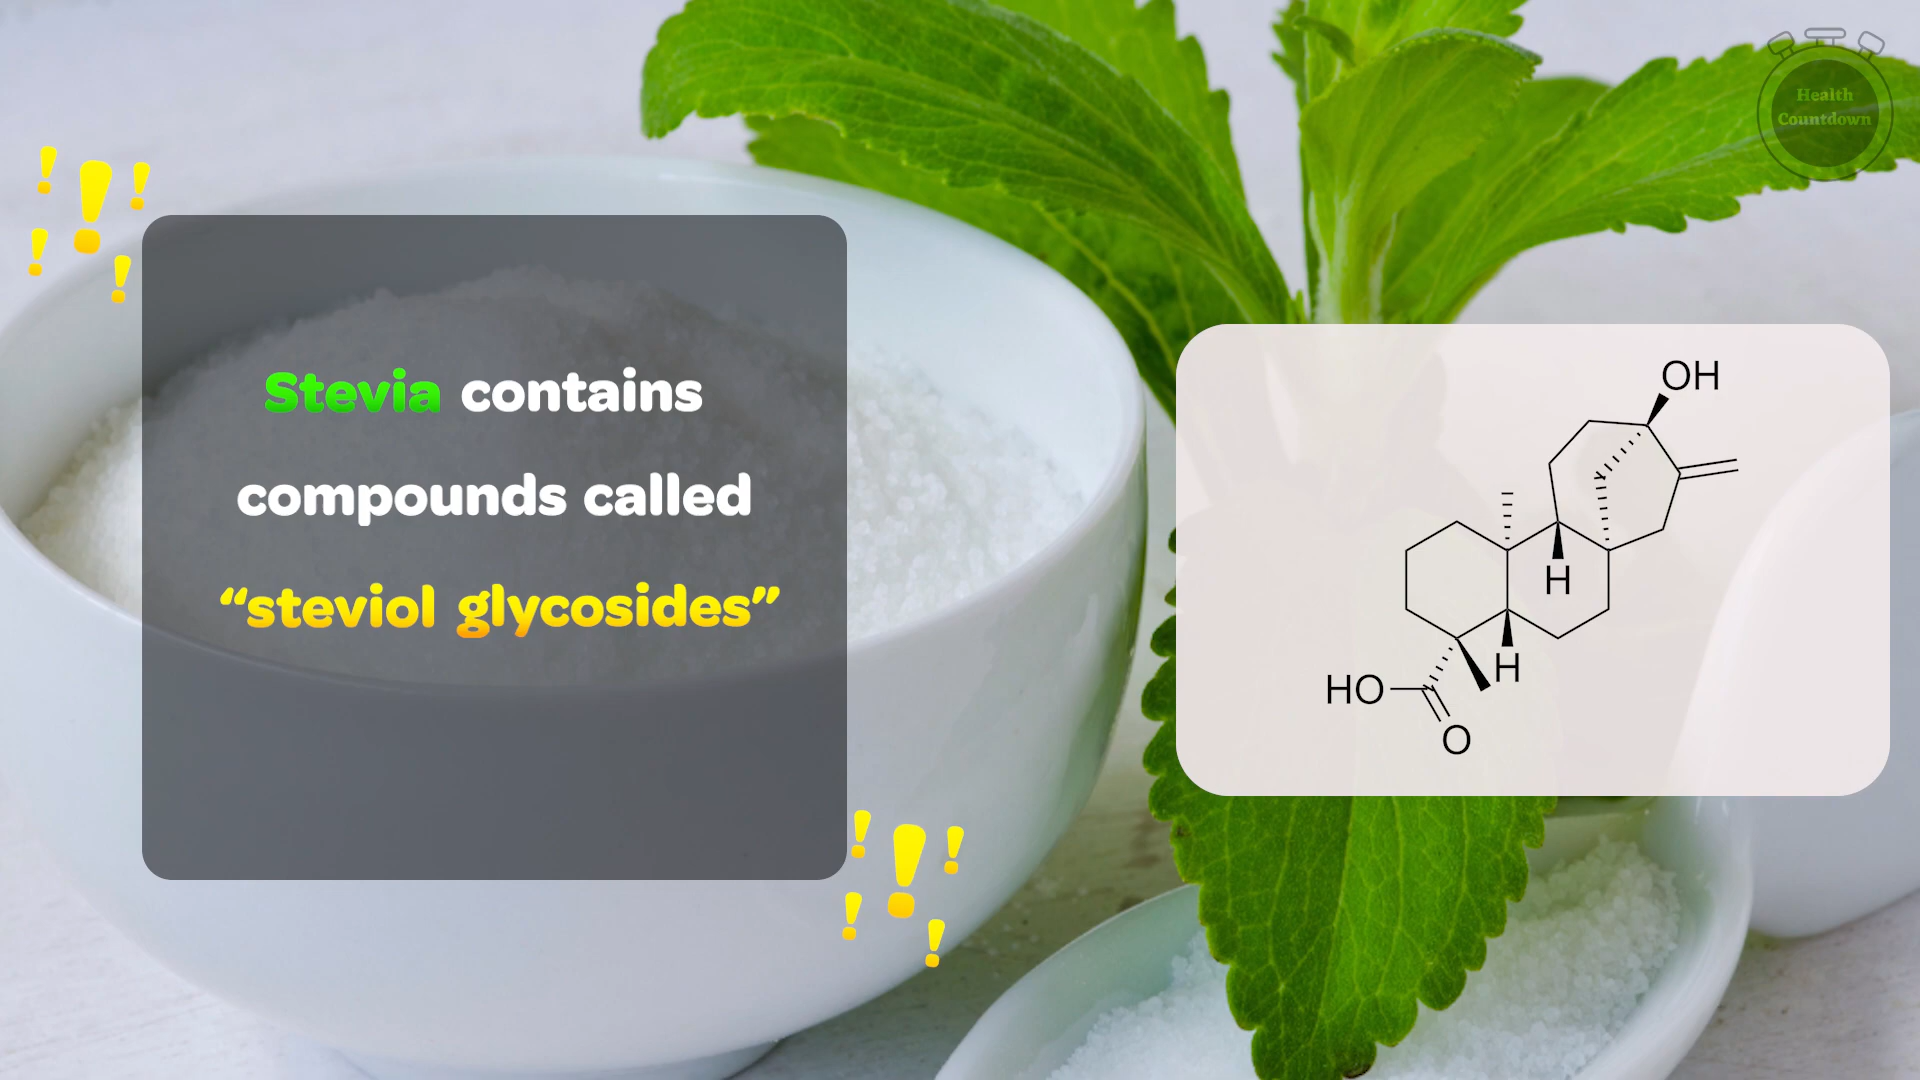 Health
Countdown
Stevia contains
compounds called
“steviol glycosides”
OH
H
H
HO
O